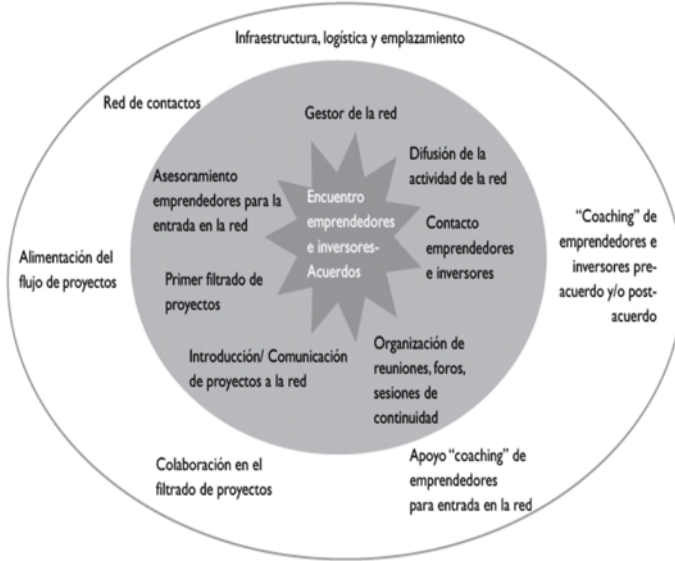 Infraestructura, logística y emplazamiento
Red de contactos
Gestor de la red
Difusión de la
actividad de la red
Asesoramiento
emprendedores para la
entrada en la red
Encuentro
emprendedores
e inversores-
Acuerdos
Contacto
emprendedores
e inversores
"Coaching" de
emprendedores e
inversores pre-
acuerdo y/o post-
acuerdo
Alimentación del
flujo de proyectos
Primer filtrado de
proyectos
Introducción/ Comunicación
de proyectos a la red
Organización de
reuniones, foros,
sesiones de
continuidad
Colaboración en el
filtrado de proyectos
Apoyo "coaching" de
emprendedores
para entrada en la red